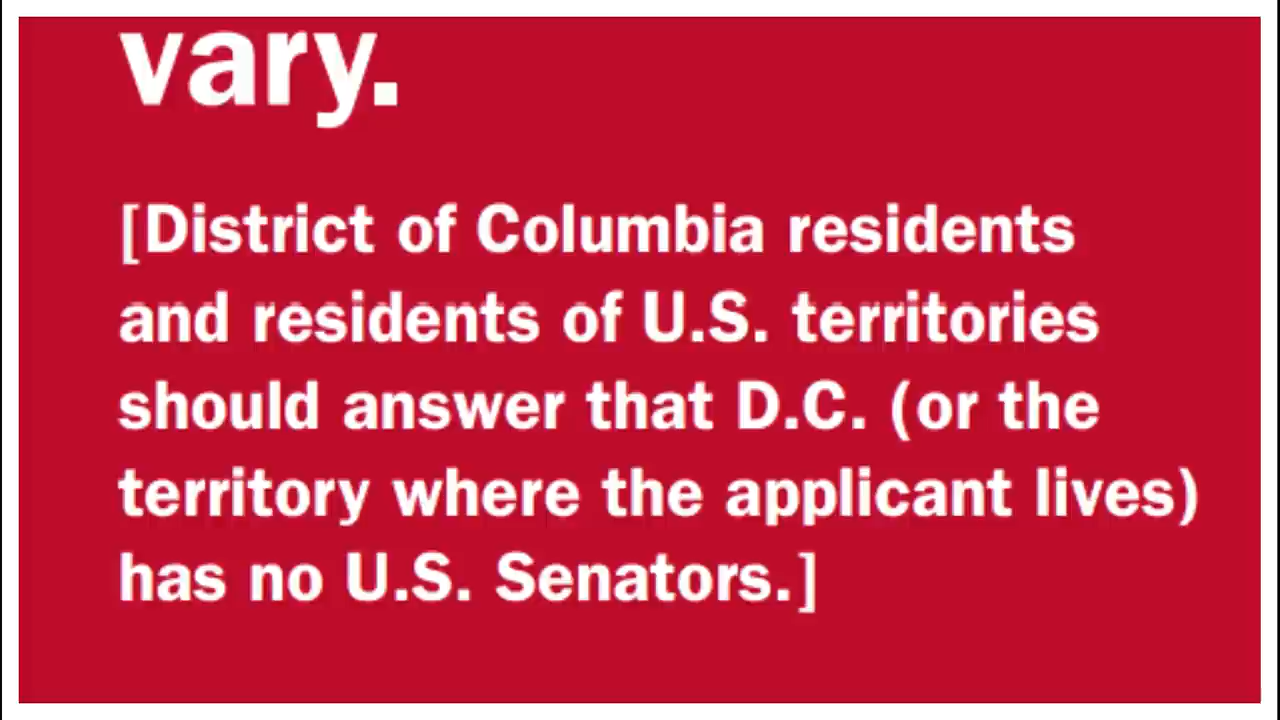 vary.
[District of Columbia residents
and residents of U.S. territories
should answer that D.C. (or the
territory where the applicant lives)
has no U.S. Senators.]